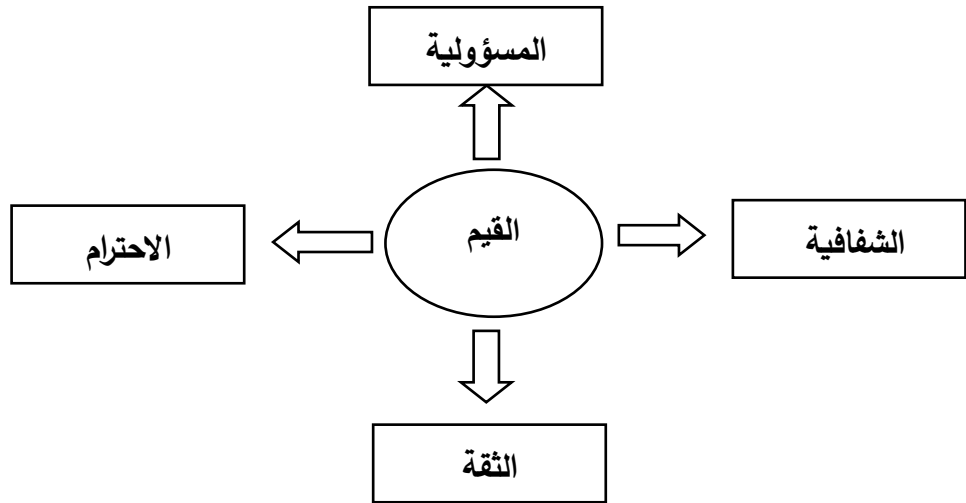 المسؤولية
القيم
الشفافية
الاحترام
الثقة